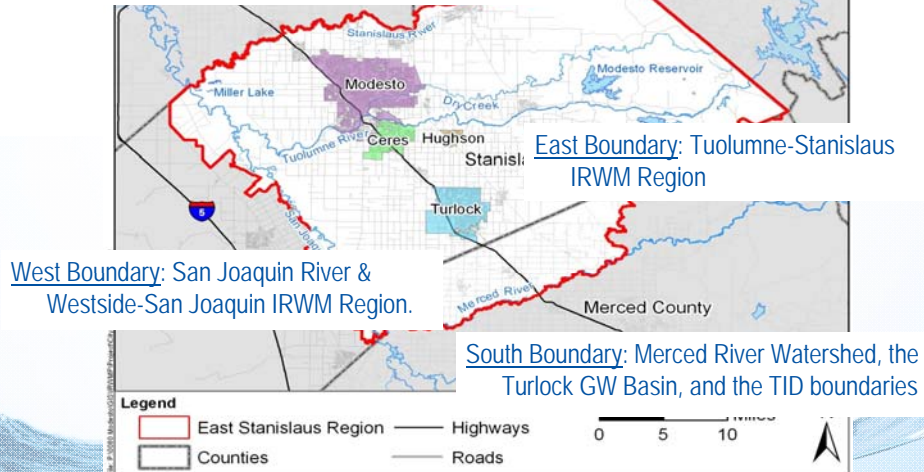 Stanislaus River
Modesto
Modesto Reservoir
Miller Lake
Dry Creek
Tuolumne River
Ceres
Hughson
East Boundary: Tuolumne-Stanislaus
IRWM Region
Turlock
5
West Boundary: San Joaquin River &
Westside-San Joaquin IRWM Region.
Merced River
Merced County
South Boundary: Merced River Watershed, the
Turlock GW Basin, and the TID boundaries
Legend
East Stanislaus Region
Highways
Counties
Roads
0 5 10